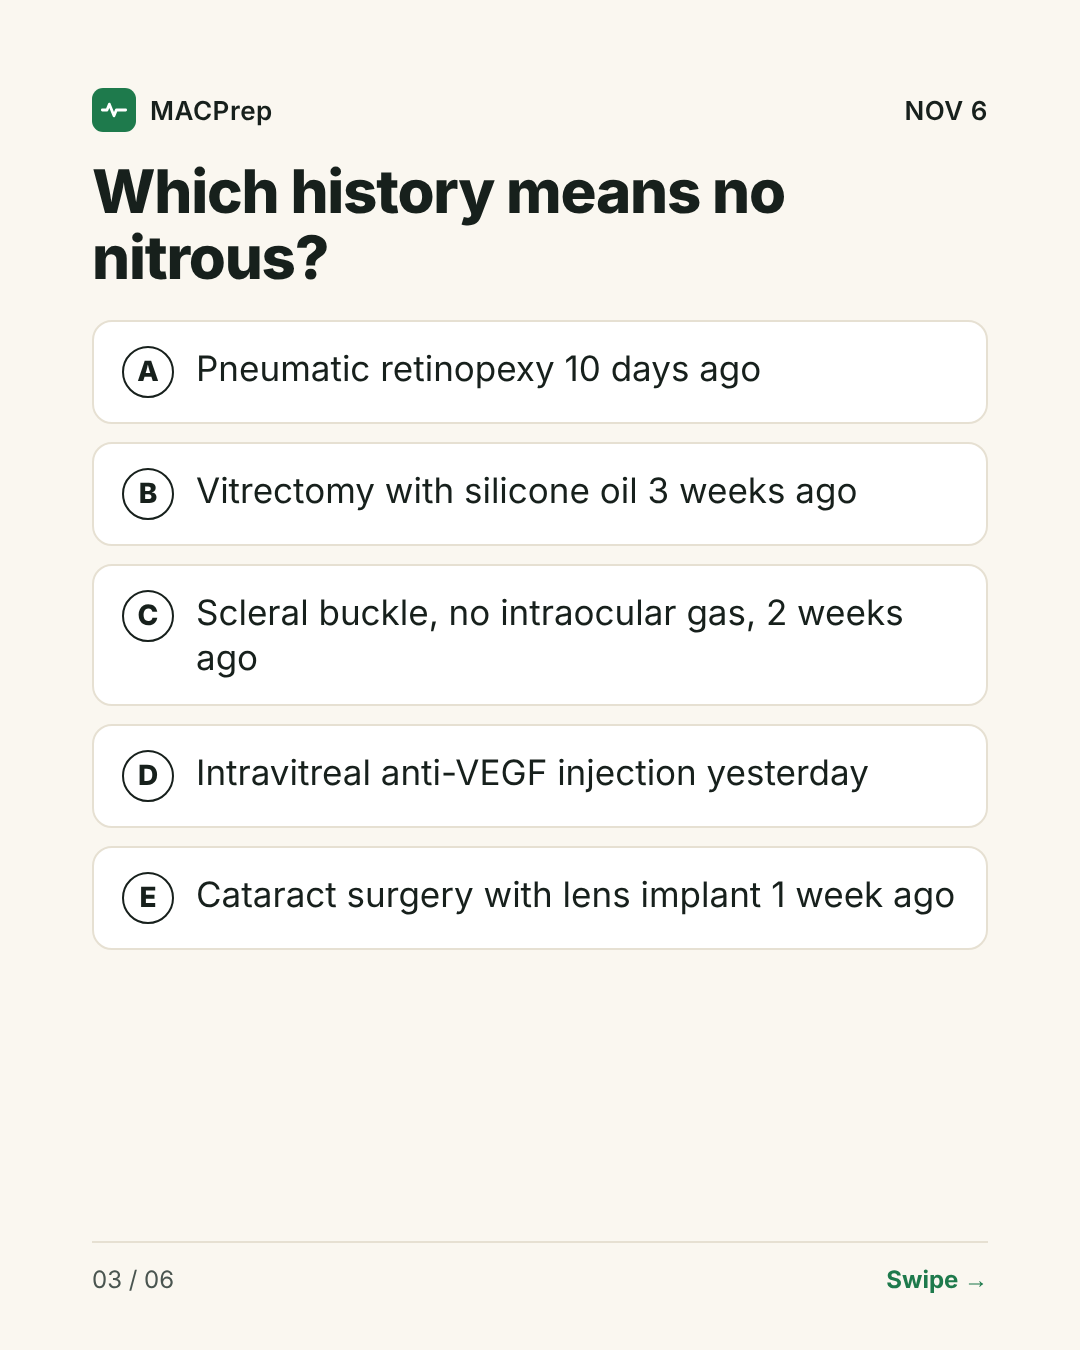 MACPrep
NOV 6
Which history means no
nitrous?
A Pneumatic retinopexy 10 days ago
B Vitrectomy with silicone oil 3 weeks ago
C Scleral buckle, no intraocular gas, 2 weeks
ago
D Intravitreal anti-VEGF injection yesterday
E Cataract surgery with lens implant 1 week ago
03 / 06
Swipe →